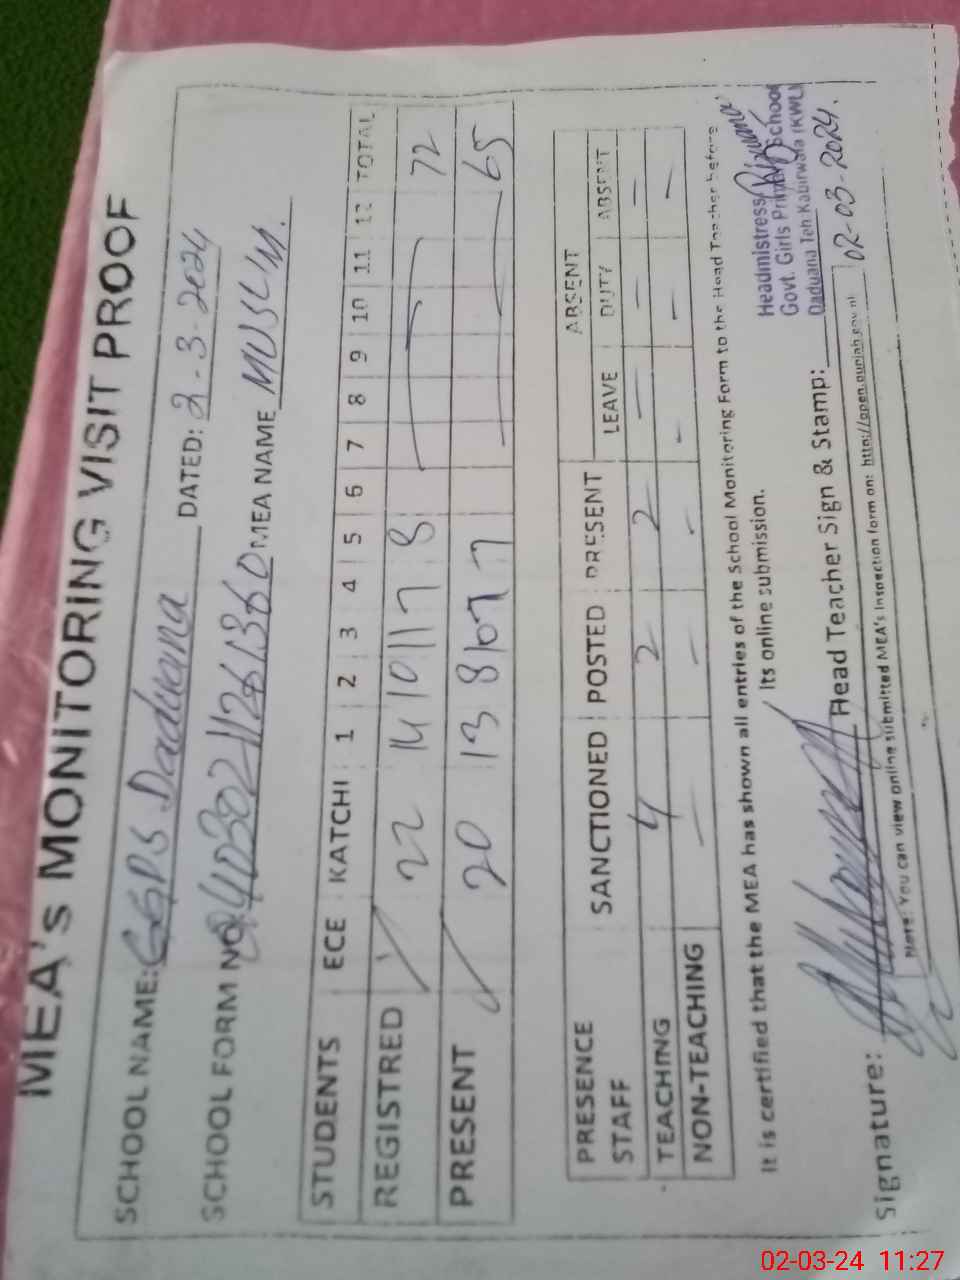 MEA's MONITORING VISIT PROOF
SCHOOL NAME: GGPS Daduana DATED: 2-3-2024
SCHOOL FORM NO. MEA NAME MUSLIM.
STUDENTS ECE KATCHI 1 2 3 4 5 6 7 8 9 10 11 12 TOTAL
REGISTRED 22 14 10 11 7 8 72
PRESENT 20 13 8 10 7 7 65
PRESENCE SANCTIONED POSTED PRESENT ABSENT
STAFF LEAVE DUTY ABSENT
TEACHING 4 2 2 — — —
NON-TEACHING — — — — — —
It is certified that the MEA has shown all entries of the School Monitoring Form to the Head Teacher before
Its online submission.
Headmistress
Govt. Girls Primary School
Daduana Teh Kabirwala (KWL)
Signature: Head Teacher Sign & Stamp: 02-03-2024.
Note: You can view online submitted MEA's Inspection form on: http://open.punjab.gov.pk
02-03-24 11:27